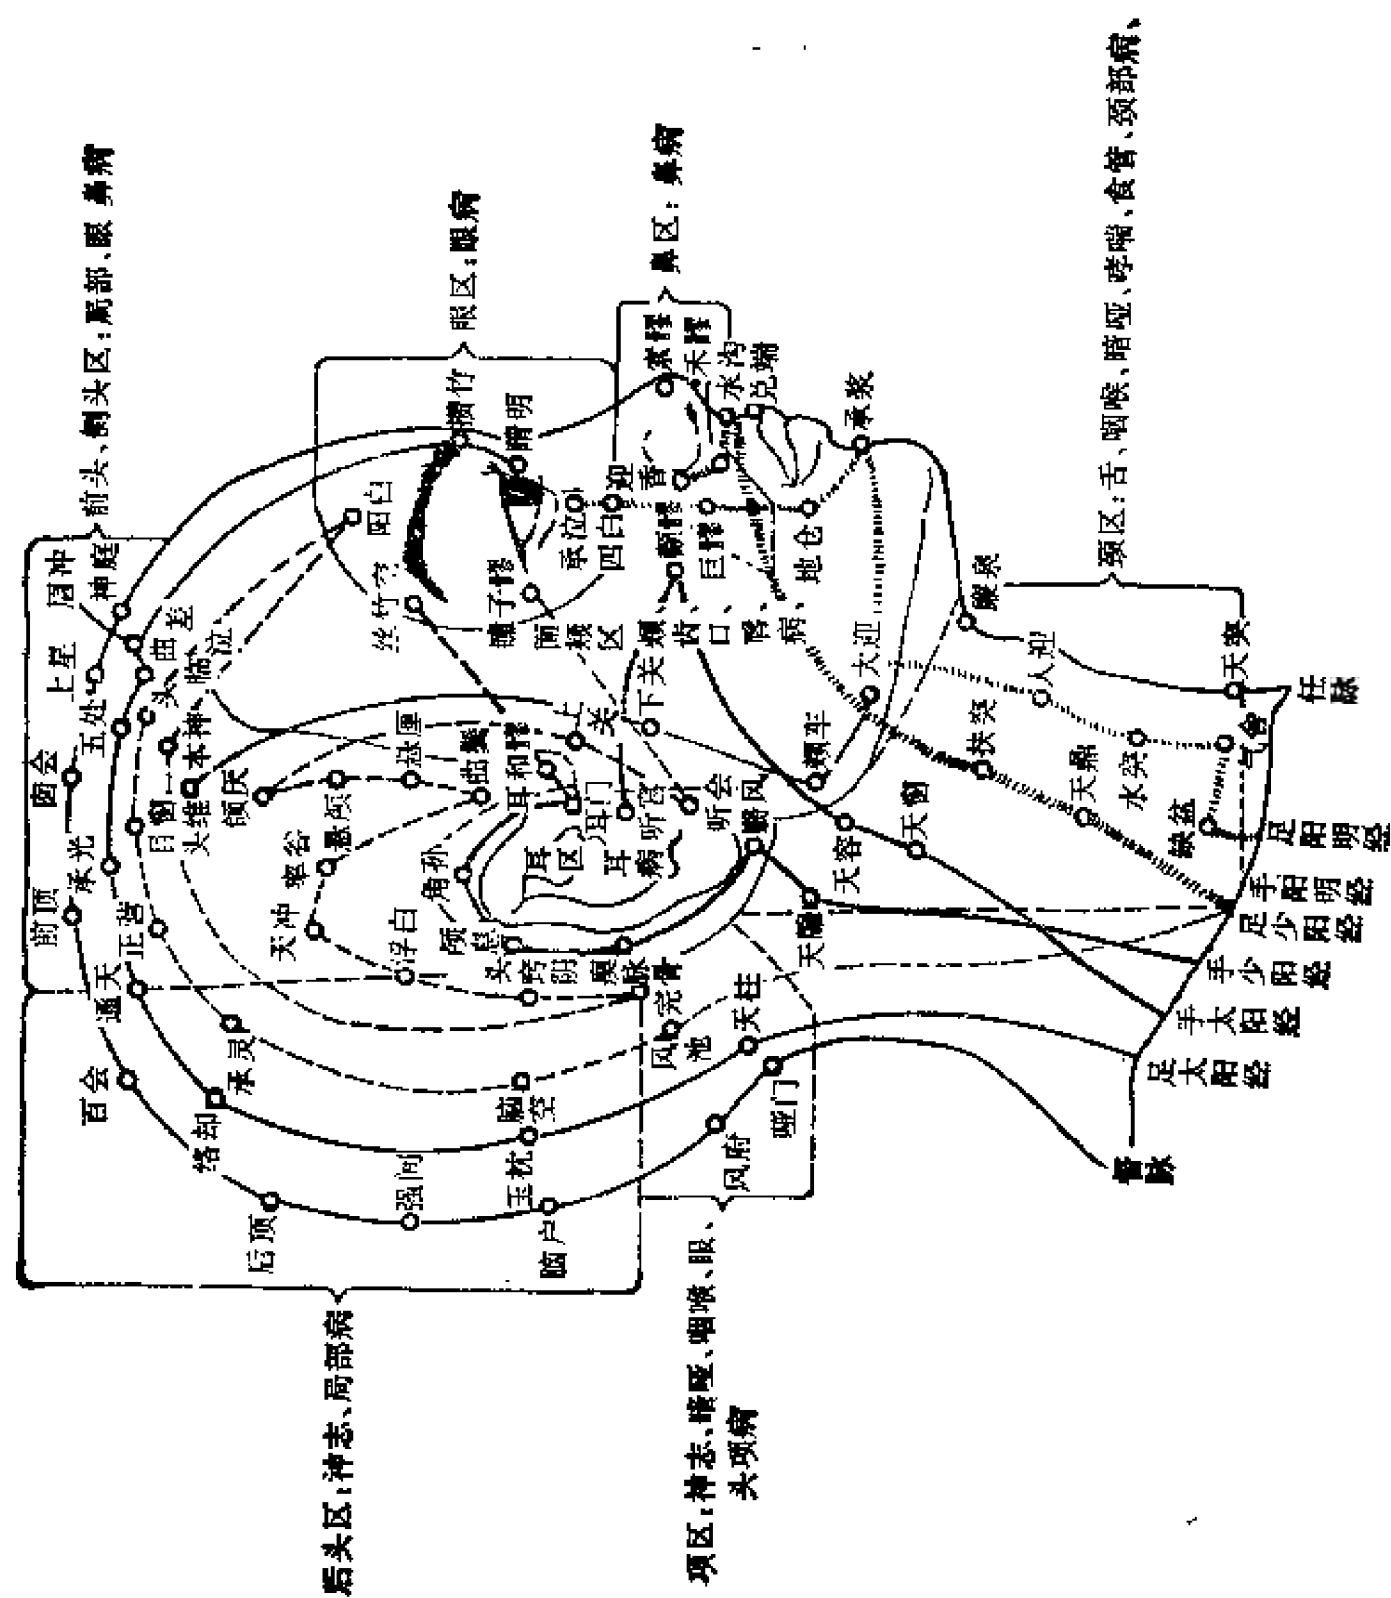 前头、侧头区：局部、眼 鼻病
眼区：眼病
鼻区：鼻病
颈区：舌、咽喉、喑哑、哮喘、食管、颈部病、
后头区：神志、局部病
项区：神志、喑哑、咽喉、眼、
头项病
面颊区 颊、齿、口、唇、病、
耳区 耳病
眉冲
神庭
上星
曲差
五处
头临泣
囟会
目窗
本神
头维
承光
前顶
正营
通天
百会
承灵
络却
后顶
强间
玉枕
脑户
脑空
颔厌
悬颅
悬厘
曲鬓
率谷
天冲
浮白
角孙
颅息
头窍阴
瘈脉
完骨
风池
天柱
哑门
风府
耳和髎
耳门
听宫
听会
翳风
上关
下关
阳白
攒竹
睛明
丝竹空
瞳子髎
承泣
四白
迎香
颧髎
巨髎
地仓
素髎
禾髎
水沟
兑端
承浆
大迎
颊车
廉泉
人迎
扶突
天鼎
水突
天突
气舍
缺盆
天窗
天容
天牖
任脉
足阳明经
手阳明经
足少阳经
手少阳经
手太阳经
足太阳经
督脉